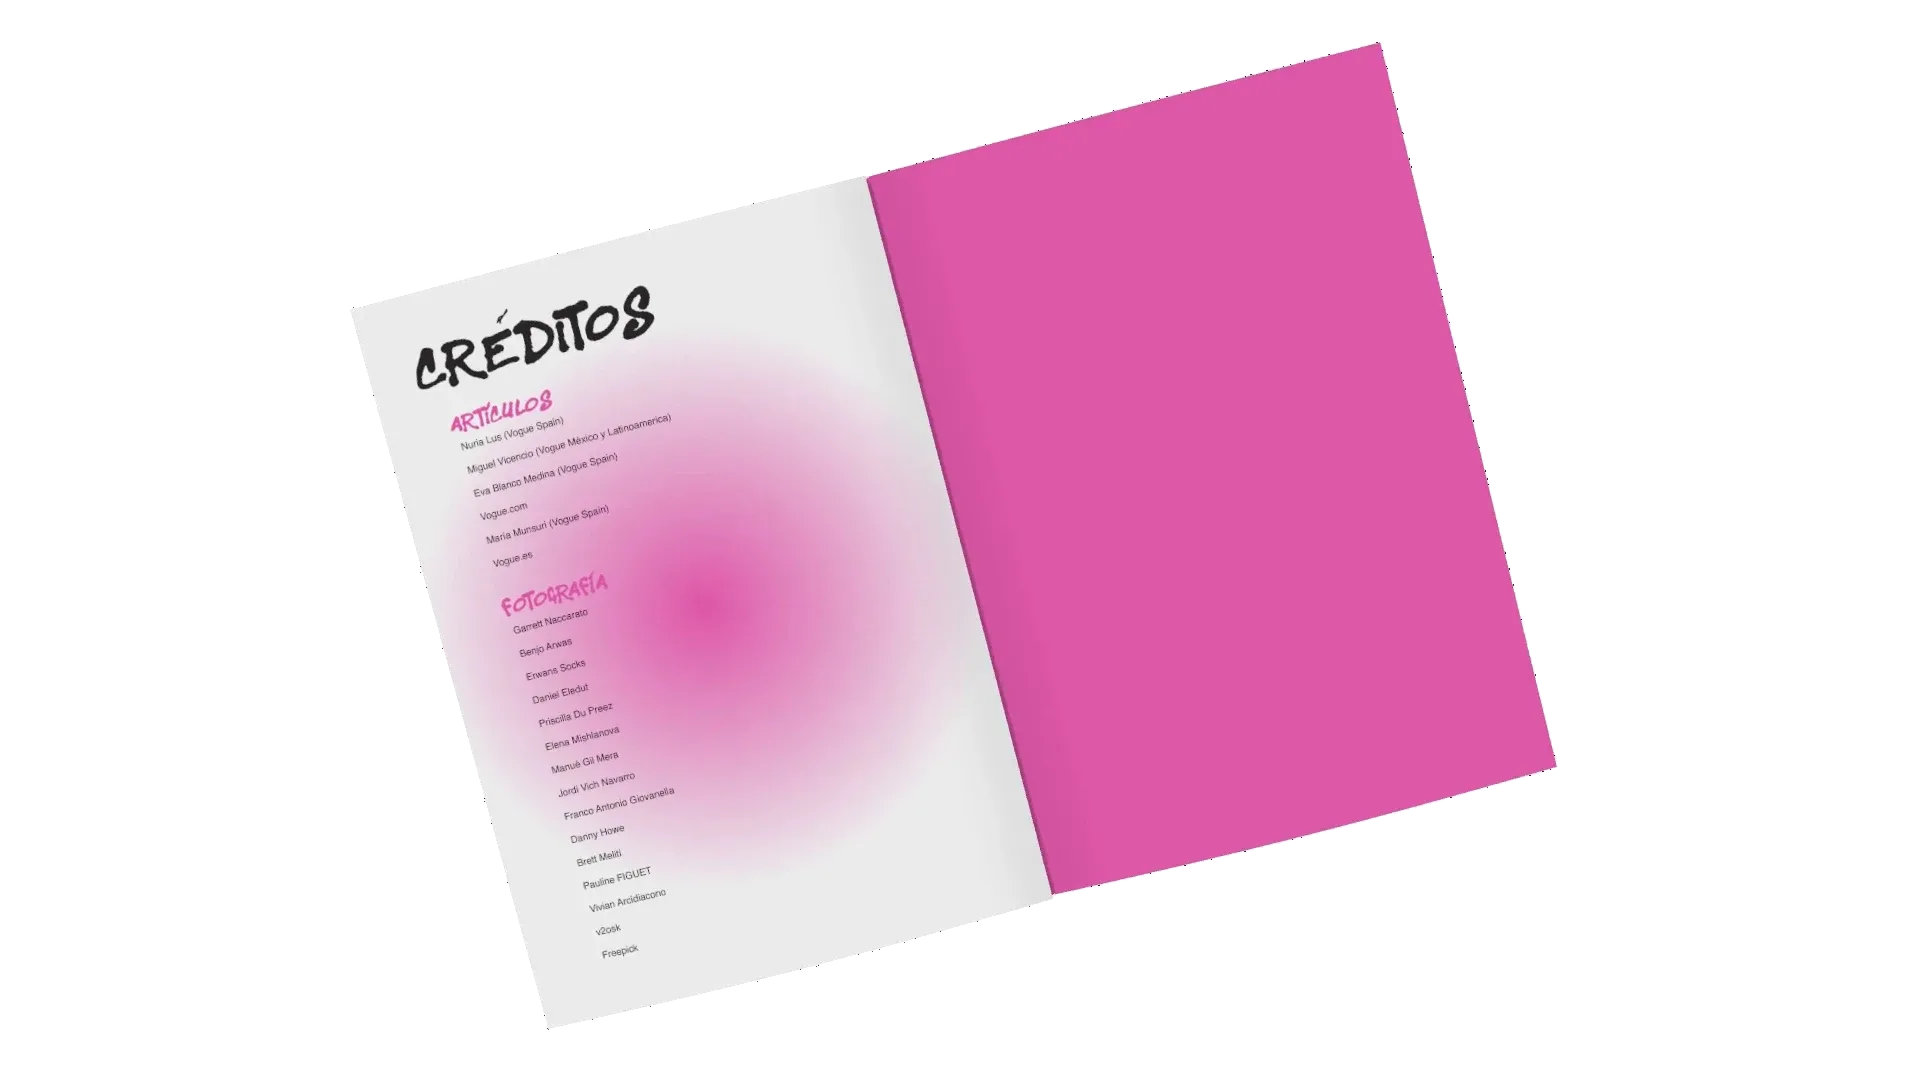 CRÉDITOS
ARTÍCULOS
Nuria Lus (Vogue Spain)
Miguel Vicencio (Vogue México y Latinoamerica)
Eva Blanco Medina (Vogue Spain)
Vogue.com
María Munsuri (Vogue Spain)
Vogue.es
FOTOGRAFÍA
Garrett Naccarato
Benjo Arwas
Erwans Socks
Daniel Eledut
Priscilla Du Preez
Elena Mishlanova
Manué Gil Mera
Jordi Vich Navarro
Franco Antonio Giovanella
Danny Howe
Brett Meliti
Pauline FIGUET
Vivian Arcidiacono
v2osk
Freepick